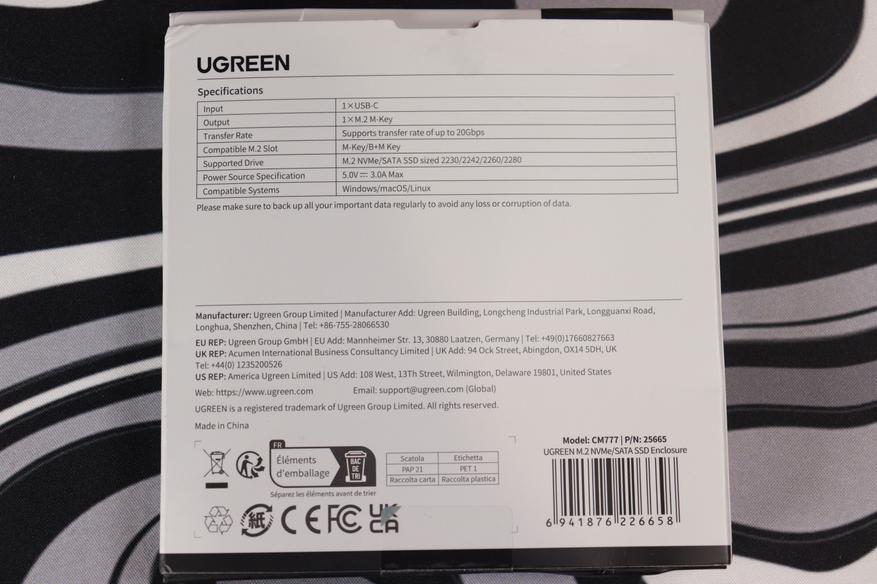 UGREEN
Specifications
Input 1×USB-C
Output 1×M.2 M-Key
Transfer Rate Supports transfer rate of up to 20Gbps
Compatible M.2 Slot M-Key/B+M Key
Supported Drive M.2 NVMe/SATA SSD sized 2230/2242/2260/2280
Power Source Specification 5.0V⎓3.0A Max
Compatible Systems Windows/macOS/Linux
Please make sure to back up all your important data regularly to avoid any loss or corruption of data.
Manufacturer: Ugreen Group Limited | Manufacturer Add: Ugreen Building, Longcheng Industrial Park, Longguanxi Road,
Longhua, Shenzhen, China | Tel: +86-755-28066530
EU REP: Ugreen Group GmbH | EU Add: Mannheimer Str. 13, 30880 Laatzen, Germany | Tel: +49(0)17660827663
UK REP: Acumen International Business Consultancy Limited | UK Add: 94 Ock Street, Abingdon, OX14 5DH, UK
Tel: +44(0) 1235200526
US REP: America Ugreen Limited | US Add: 108 West, 13Th Street, Wilmington, Delaware 19801, United States
Web: https://www.ugreen.com Email: support@ugreen.com (Global)
UGREEN is a registered trademark of Ugreen Group Limited. All rights reserved.
Made in China
FR
Éléments
d'emballage
BAC
DE
TRI
Séparez les éléments avant de trier
Scatola Etichetta
PAP 21 PET 1
Raccolta carta Raccolta plastica
紙 CE FC UK
CA
Model: CM777 | P/N: 25665
UGREEN M.2 NVMe/SATA SSD Enclosure
6 941876 226658